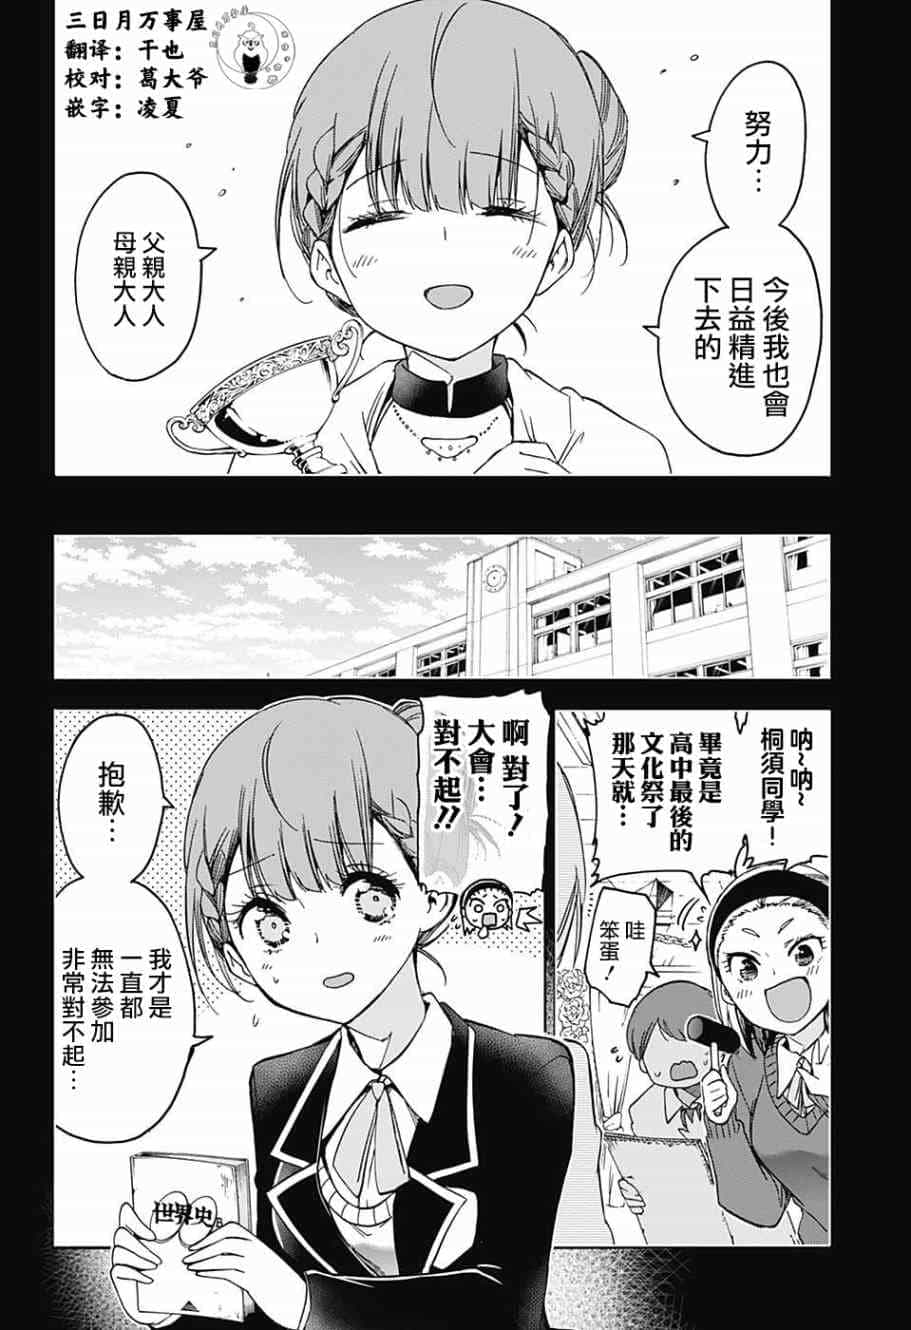 三日月万事屋
翻译：干也
校对：葛大爷
嵌字：凌夏
努力…
今後我也會
日益精進
下去的
父親大人
母親大人
呐~呐~
桐須同學！
畢竟是
高中最後的
文化祭了
那天就…
哇
笨蛋！
啊 對了！
大會…
對不起!!
抱歉…
我才是
一直都
無法參加
非常對不起…
世界史B